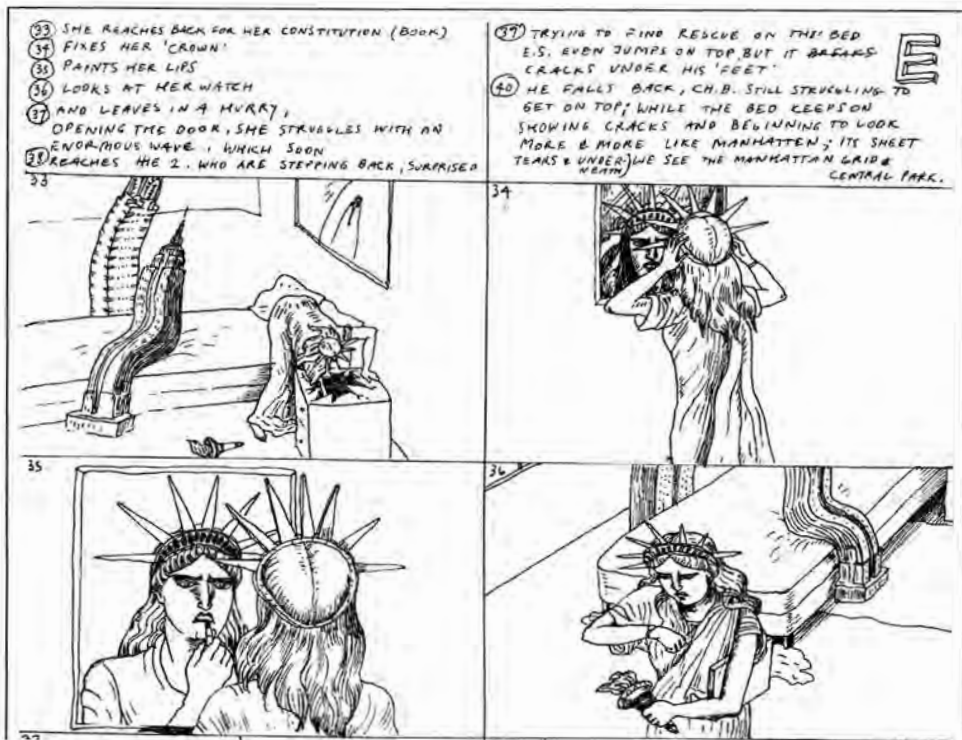 33 SHE REACHES BACK FOR HER CONSTITUTION (BOOK)
34 FIXES HER 'CROWN'
35 PAINTS HER LIPS
36 LOOKS AT HER WATCH
37 AND LEAVES IN A HURRY,
OPENING THE DOOR, SHE STRUGGLES WITH AN
ENORMOUS WAVE, WHICH SOON
38 REACHES THE 2. WHO ARE STEPPING BACK, SURPRISED
39 TRYING TO FIND RESCUE ON THE BED
E.S. EVEN JUMPS ON TOP BUT IT BREAKS
CRACKS UNDER HIS 'FEET'
40 HE FALLS BACK, CH.B. STILL STRUGGLING TO
GET ON TOP; WHILE THE BED KEEPS ON
SHOWING CRACKS AND BEGINNING TO LOOK
MORE & MORE LIKE MANHATTEN; ITS SHEET
TEARS & UNDER-NEATH) WE SEE THE MANHATTAN GRID &
CENTRAL PARK.
E
33
34
35
36